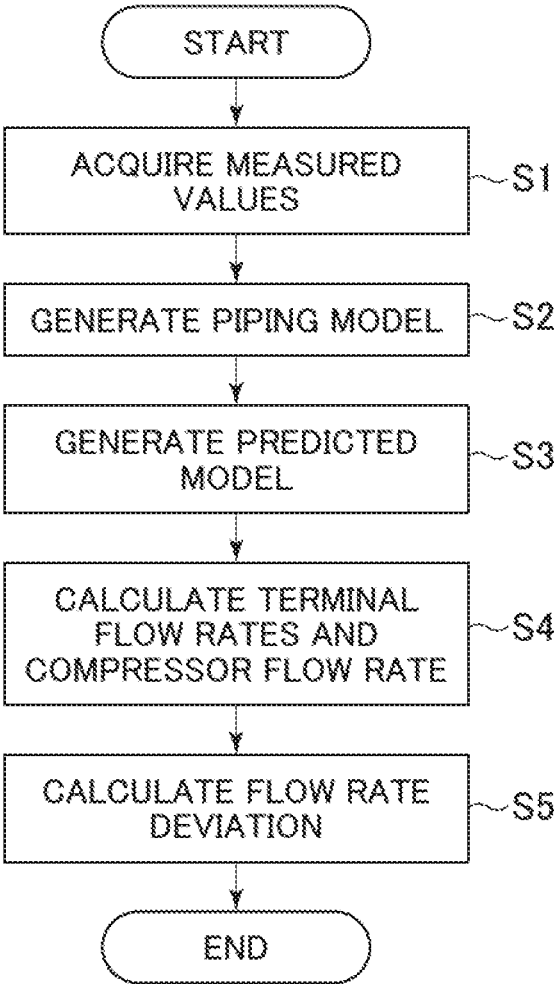 START
ACQUIRE MEASURED
VALUES
S1
GENERATE PIPING MODEL
S2
GENERATE PREDICTED
MODEL
S3
CALCULATE TERMINAL
FLOW RATES AND
COMPRESSOR FLOW RATE
S4
CALCULATE FLOW RATE
DEVIATION
S5
END